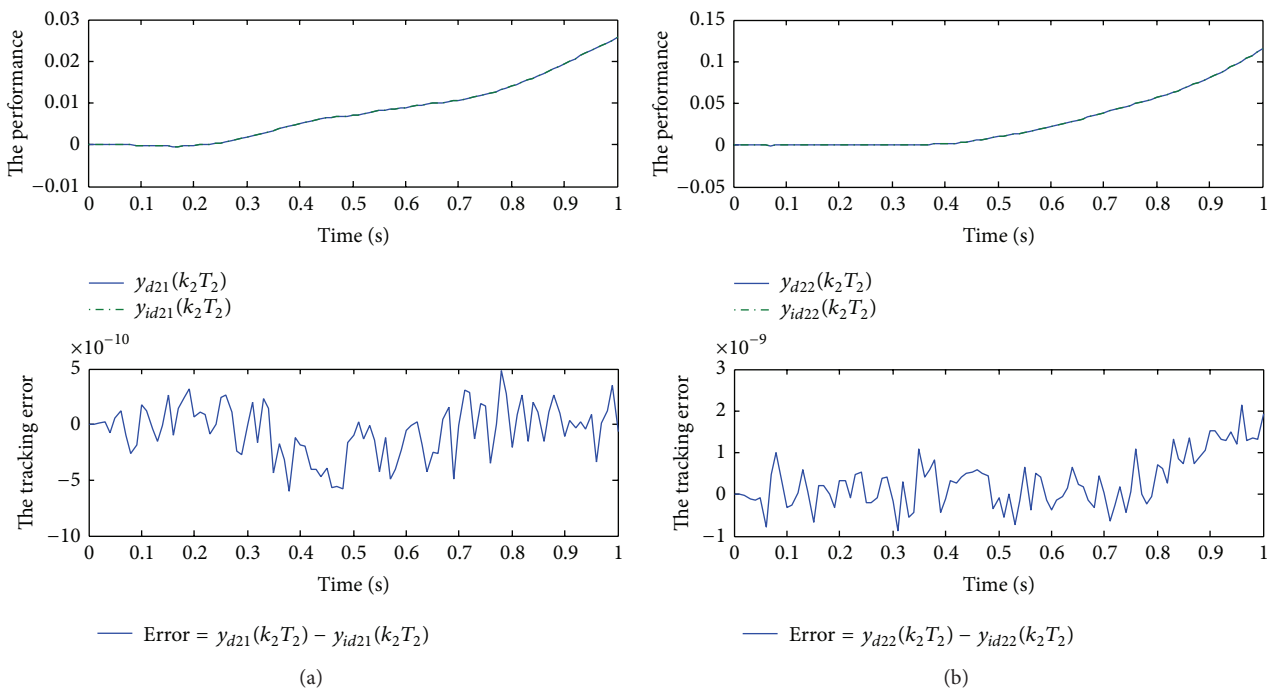 The performance
0.03
0.02
0.01
0
−0.01
0 0.1 0.2 0.3 0.4 0.5 0.6 0.7 0.8 0.9 1
Time (s)
y_{d21}(k_2T_2)
y_{id21}(k_2T_2)
The tracking error
×10^{−10}
5
0
−5
−10
0 0.1 0.2 0.3 0.4 0.5 0.6 0.7 0.8 0.9 1
Time (s)
Error = y_{d21}(k_2T_2) − y_{id21}(k_2T_2)
(a)
The performance
0.15
0.1
0.05
0
−0.05
0 0.1 0.2 0.3 0.4 0.5 0.6 0.7 0.8 0.9 1
Time (s)
y_{d22}(k_2T_2)
y_{id22}(k_2T_2)
The tracking error
×10^{−9}
3
2
1
0
−1
0 0.1 0.2 0.3 0.4 0.5 0.6 0.7 0.8 0.9 1
Time (s)
Error = y_{d22}(k_2T_2) − y_{id22}(k_2T_2)
(b)